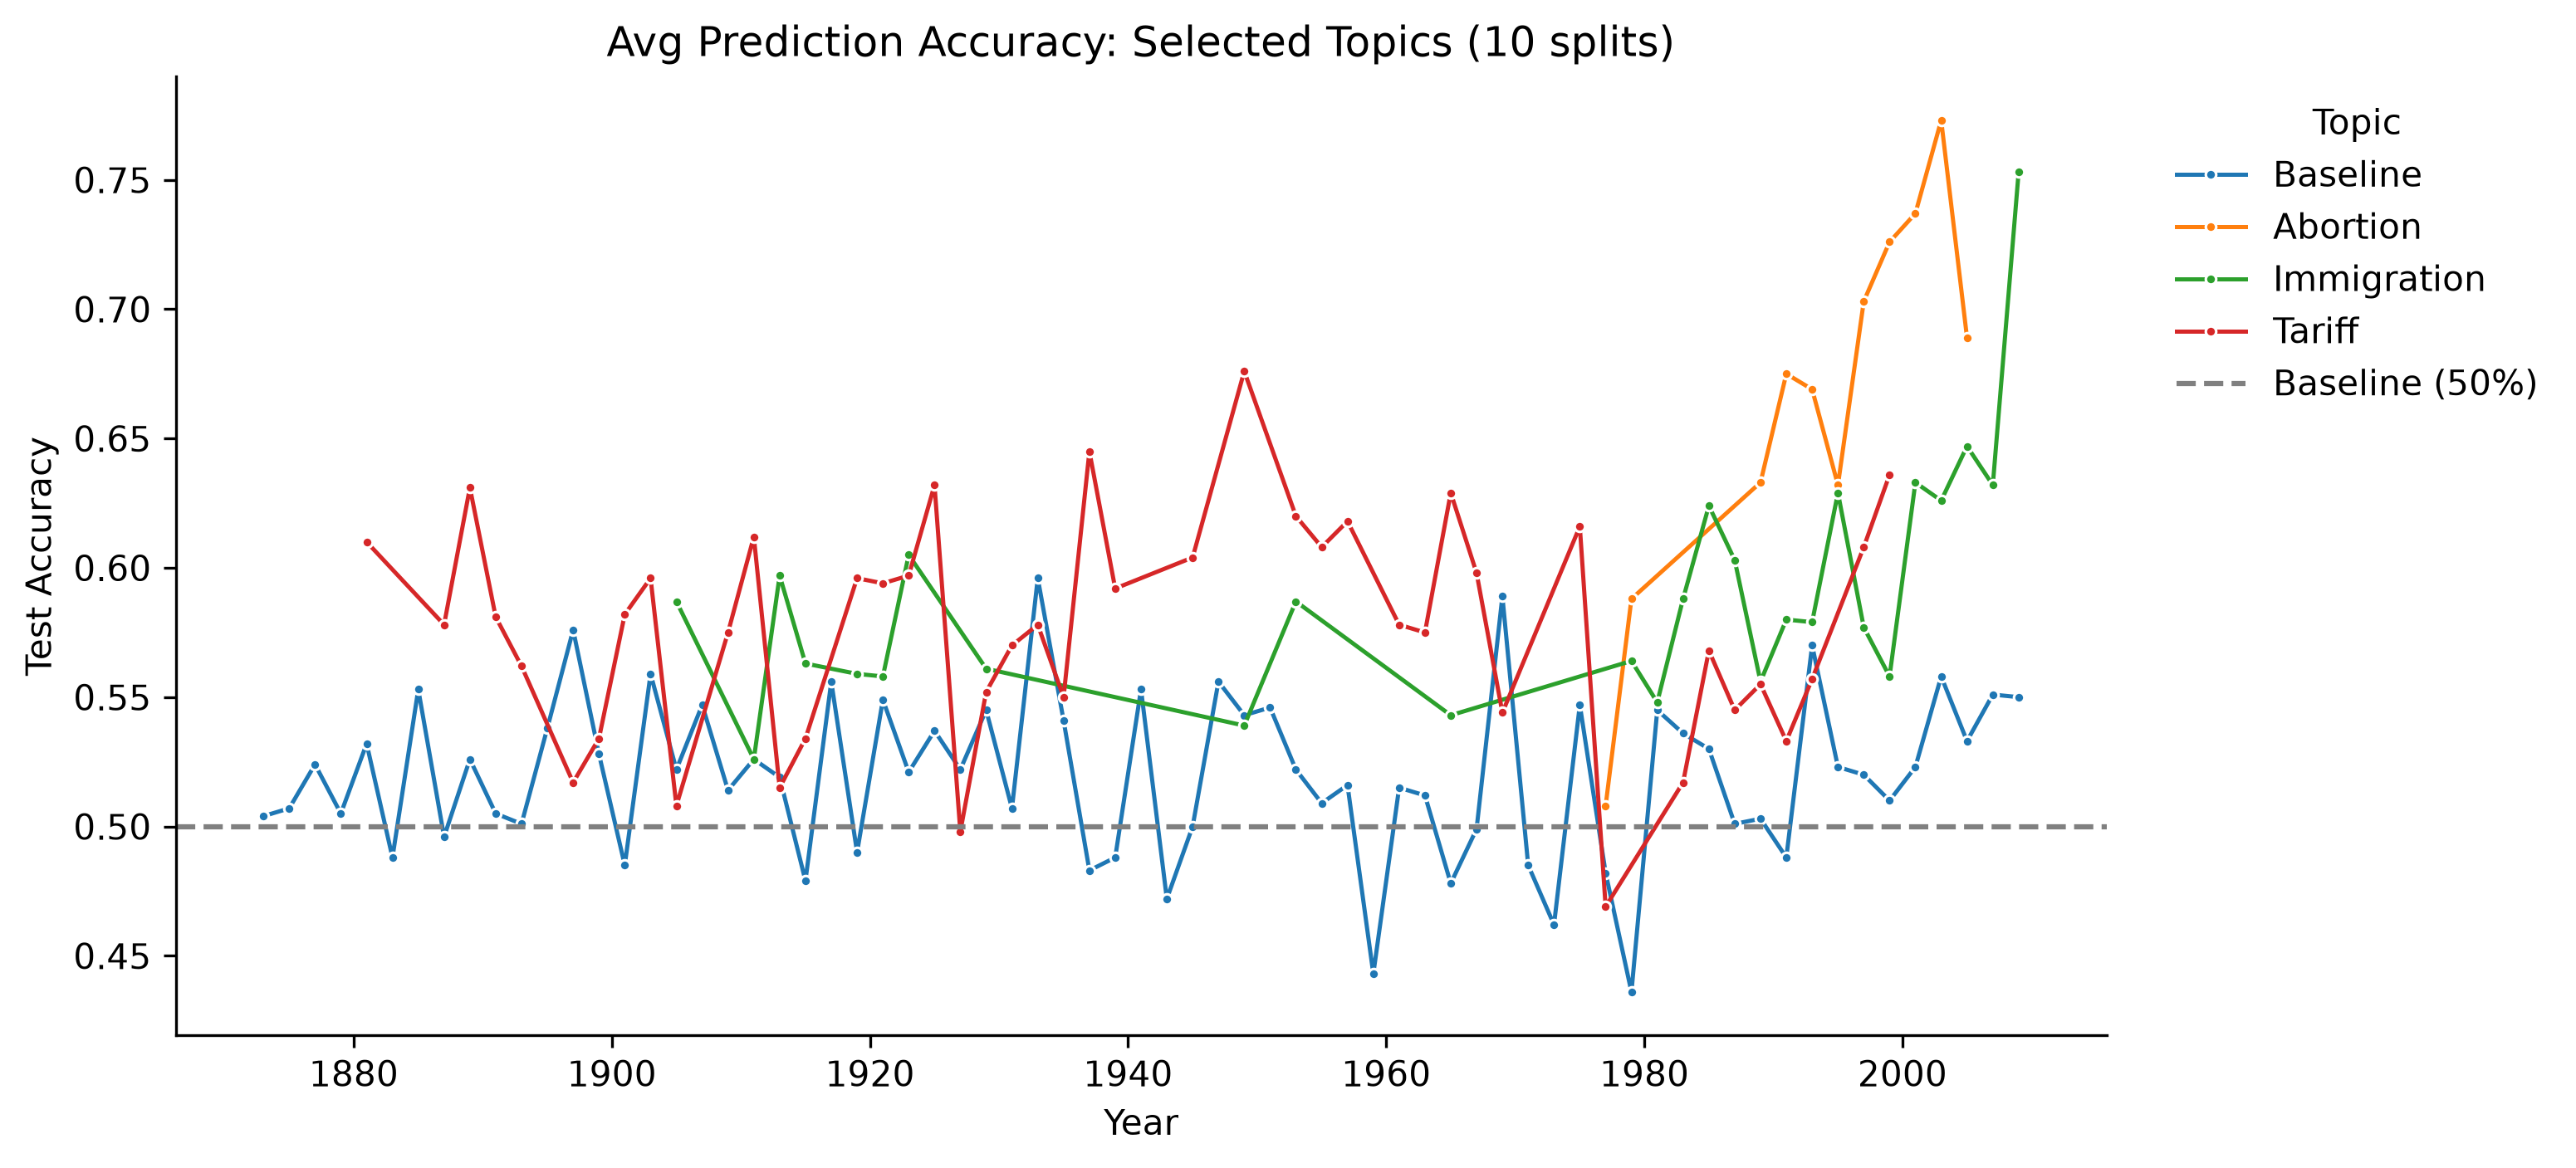 Avg Prediction Accuracy: Selected Topics (10 splits)
Test Accuracy
0.75
0.70
0.65
0.60
0.55
0.50
0.45
1880 1900 1920 1940 1960 1980 2000
Year
Topic
Baseline
Abortion
Immigration
Tariff
Baseline (50%)